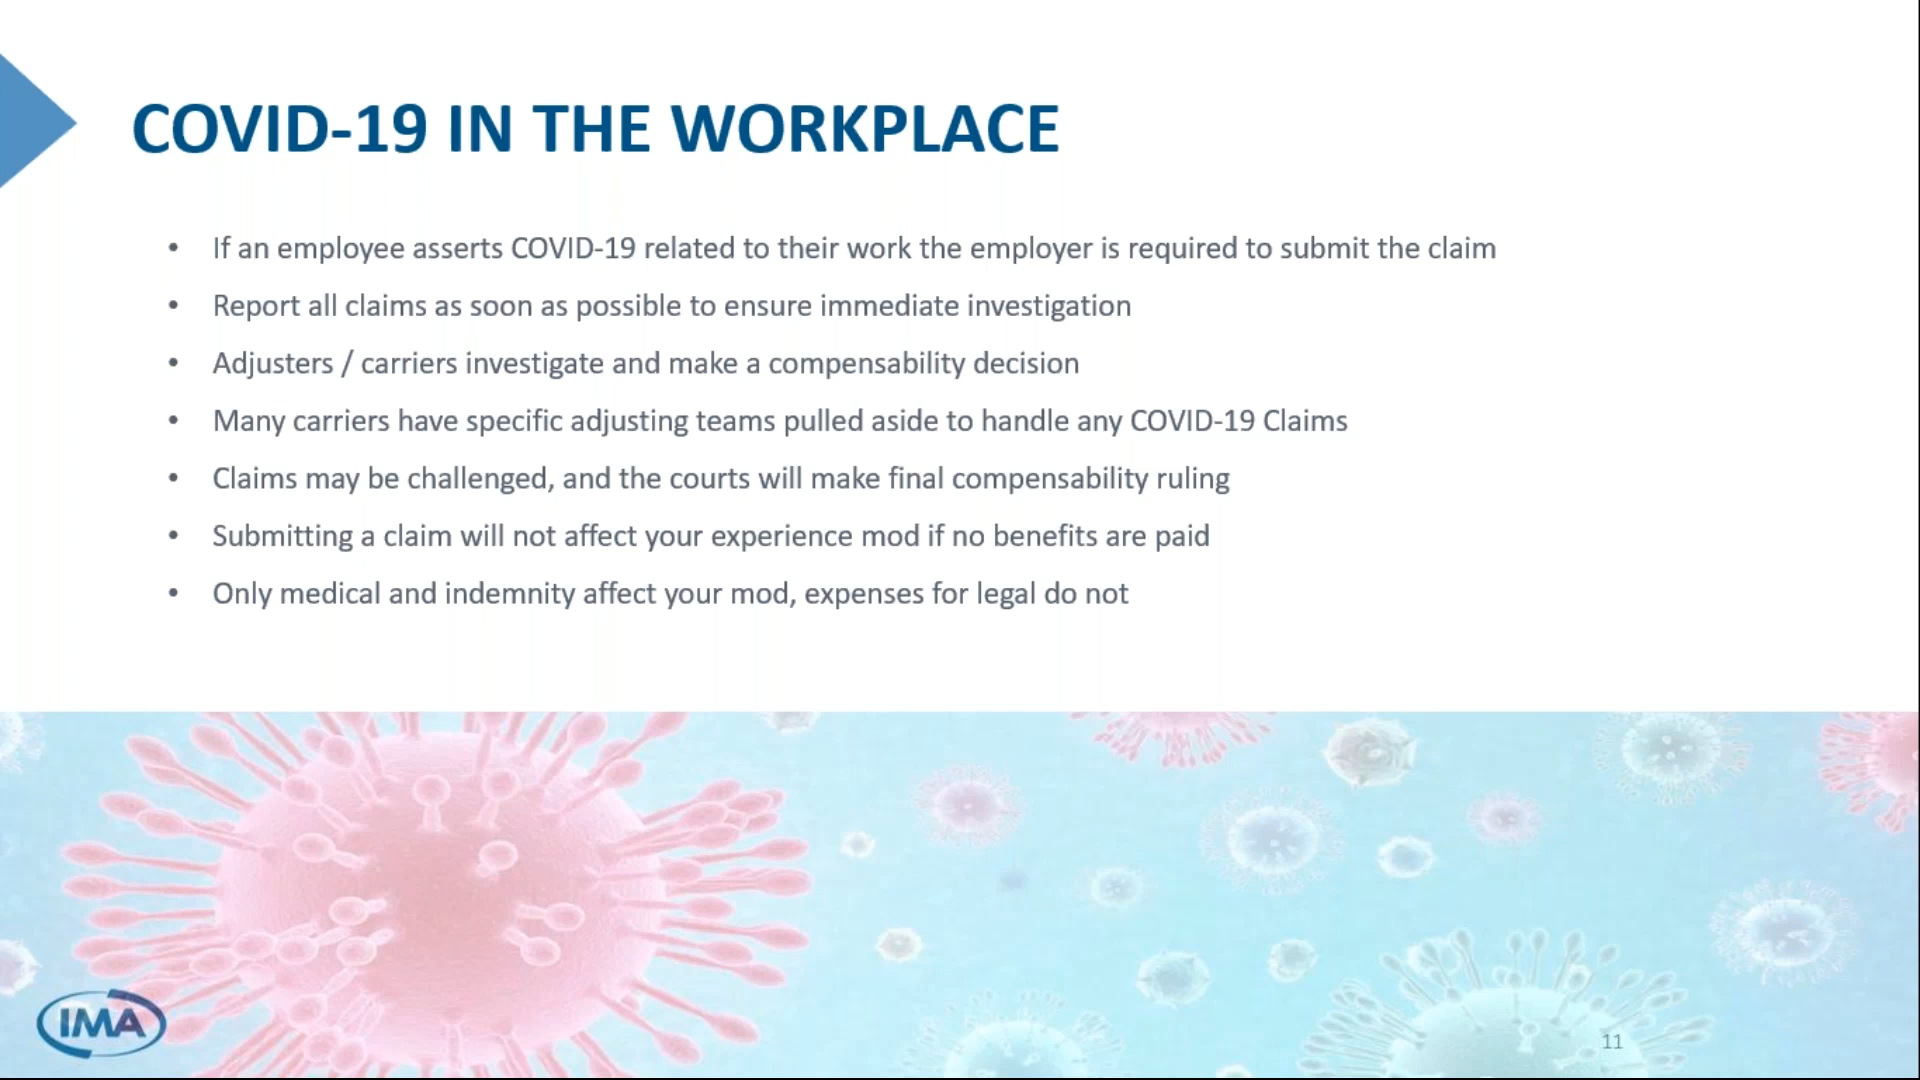 COVID-19 IN THE WORKPLACE
• If an employee asserts COVID-19 related to their work the employer is required to submit the claim
• Report all claims as soon as possible to ensure immediate investigation
• Adjusters / carriers investigate and make a compensability decision
• Many carriers have specific adjusting teams pulled aside to handle any COVID-19 Claims
• Claims may be challenged, and the courts will make final compensability ruling
• Submitting a claim will not affect your experience mod if no benefits are paid
• Only medical and indemnity affect your mod, expenses for legal do not
IMA
11